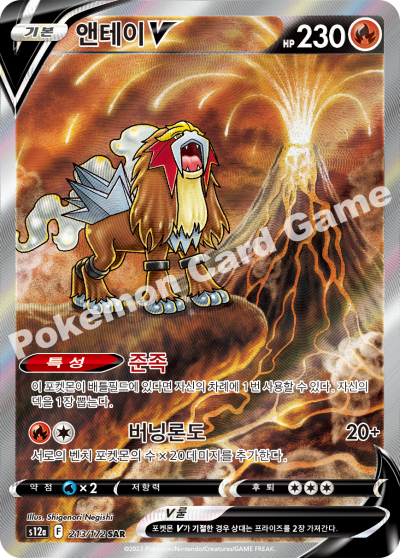 기본 앤테이 V HP 230
Pokémon Card Game
특성 준족
이 포켓몬이 배틀필드에 있다면 자신의 차례에 1번 사용할 수 있다. 자신의
덱을 1장 뽑는다.
버닝론도 20+
서로의 벤치 포켓몬의 수 × 20데미지를 추가한다.
약점 × 2 저항력 후퇴
Illus. Shigenori Negishi
s12a F 213/172 SAR
V룰
포켓몬 V가 기절한 경우 상대는 프라이즈를 2장 가져간다.
©2022 Pokémon/Nintendo/Creatures/GAME FREAK.